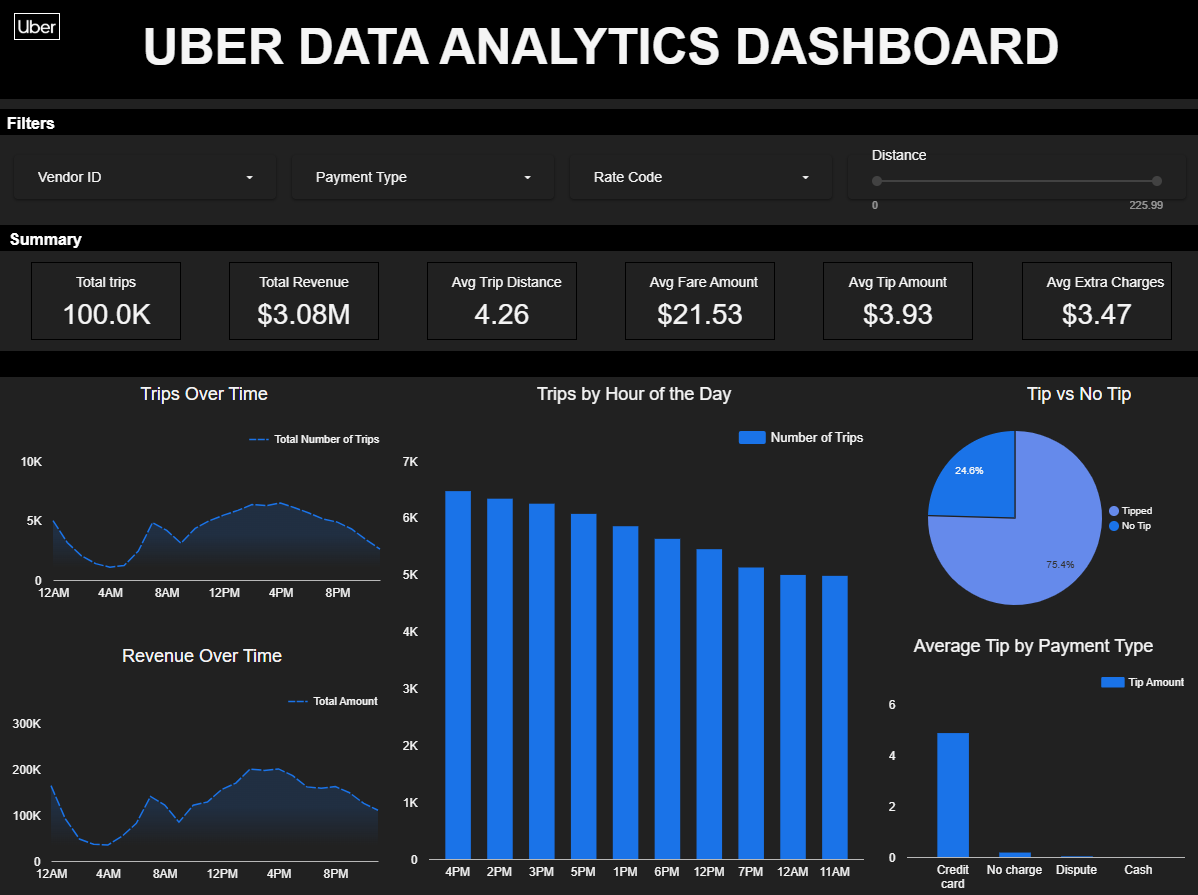 Uber
UBER DATA ANALYTICS DASHBOARD
Filters
Vendor ID
Payment Type
Rate Code
Distance
0
225.99
Summary
Total trips
100.0K
Total Revenue
$3.08M
Avg Trip Distance
4.26
Avg Fare Amount
$21.53
Avg Tip Amount
$3.93
Avg Extra Charges
$3.47
Trips Over Time
Total Number of Trips
10K
5K
0
12AM 4AM 8AM 12PM 4PM 8PM
Revenue Over Time
Total Amount
300K
200K
100K
0
12AM 4AM 8AM 12PM 4PM 8PM
Trips by Hour of the Day
Number of Trips
7K
6K
5K
4K
3K
2K
1K
0
4PM 2PM 3PM 5PM 1PM 6PM 12PM 7PM 12AM 11AM
Tip vs No Tip
24.6%
75.4%
Tipped
No Tip
Average Tip by Payment Type
Tip Amount
6
4
2
0
Credit card No charge Dispute Cash